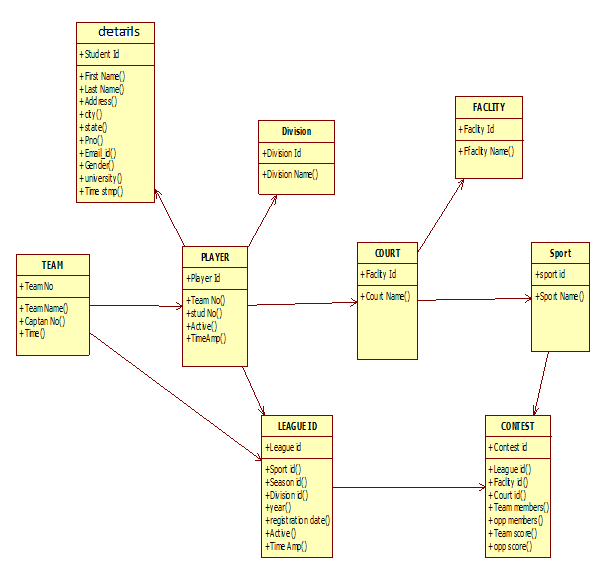 details
+Student Id
+First Name()
+Last Name()
+Address()
+city()
+state()
+Pno()
+Email_id()
+Gender()
+university()
+Time stmp()
Division
+Division Id
+Division Name()
FACLITY
+Faclity Id
+Ffaclity Name()
TEAM
+TeamNo
+TeamName()
+Captan No()
+Time()
PLAYER
+Player Id
+Team No()
+stud No()
+Active()
+TimeAmp()
COURT
+Faclity Id
+Court Name()
Sport
+sport id
+Sport Name()
LEAGUE ID
+League id
+Sport id()
+Season id()
+Division id()
+year()
+registration date()
+Active()
+Time Amp()
CONTEST
+Contest id
+League id()
+Faclity id()
+Court id()
+Team members()
+opp members()
+Team score()
+opp score()